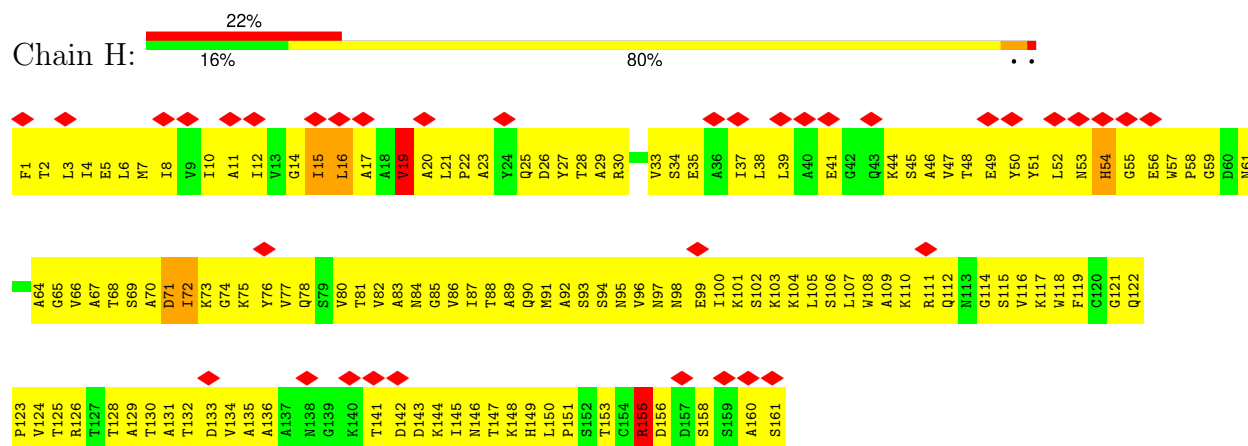 22%
Chain H:
16% 80% • •
F1 T2 L3 I4 E5 L6 M7 I8 V9 I10 A11 I12 V13 G14 I15 L16 A17 A18 V19 A20 L21 P22 A23 Y24 Q25 D26 Y27 T28 A29 R30 V33 S34 E35 A36 I37 L38 L39 A40 E41 G42 Q43 K44 S45 A46 V47 T48 E49 Y50 Y51 L52 N53 H54 G55 E56 W57 P58 G59 D60 N61
A64 G65 V66 A67 T68 S69 A70 D71 I72 K73 G74 K75 Y76 V77 Q78 S79 V80 T81 V82 A83 N84 G85 V86 I87 T88 A89 Q90 M91 A92 S93 S94 N95 V96 N97 N98 E99 I100 K101 S102 K103 K104 L105 S106 L107 W108 A109 K110 R111 Q112 N113 G114 S115 V116 K117 W118 F119 C120 G121 Q122
P123 V124 T125 R126 T127 T128 A129 T130 A131 T132 D133 V134 A135 A136 A137 N138 G139 K140 T141 D142 D143 K144 I145 N146 T147 K148 H149 L150 P151 S152 T153 C154 R155 D156 D157 S158 S159 A160 S161